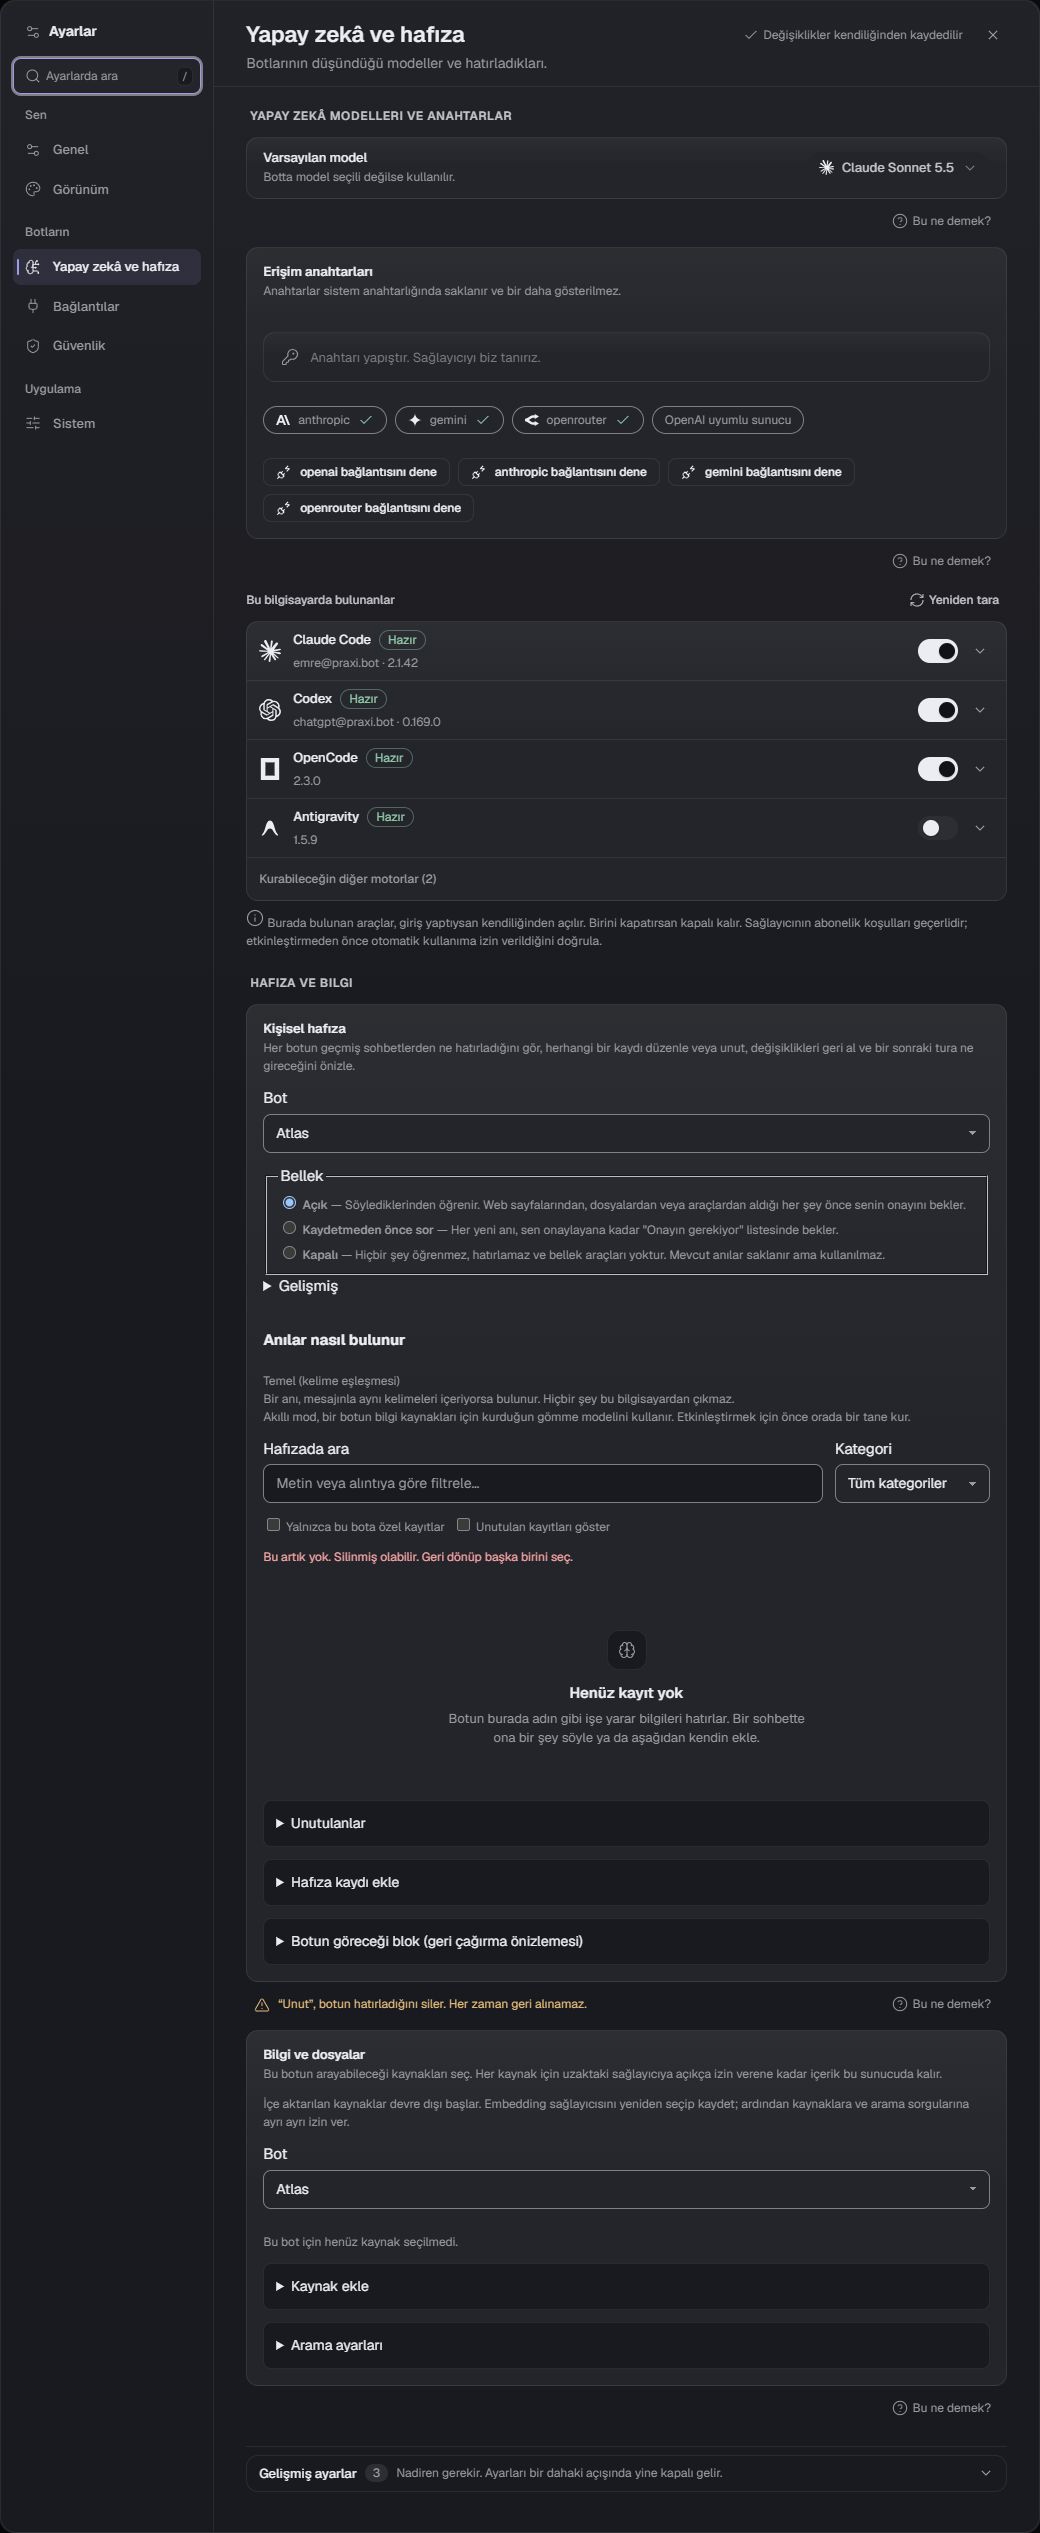 Ayarlar
Ayarlarda ara /
Sen
Genel
Görünüm
Botların
Yapay zekâ ve hafıza
Bağlantılar
Güvenlik
Uygulama
Sistem
Yapay zekâ ve hafıza
Değişiklikler kendiliğinden kaydedilir
Botlarının düşündüğü modeller ve hatırladıkları.
YAPAY ZEKÂ MODELLERİ VE ANAHTARLAR
Varsayılan model
Botta model seçili değilse kullanılır.
Claude Sonnet 5.5
Bu ne demek?
Erişim anahtarları
Anahtarlar sistem anahtarlığında saklanır ve bir daha gösterilmez.
Anahtarı yapıştır. Sağlayıcıyı biz tanırız.
anthropic gemini openrouter OpenAI uyumlu sunucu
openai bağlantısını dene anthropic bağlantısını dene gemini bağlantısını dene
openrouter bağlantısını dene
Bu ne demek?
Bu bilgisayarda bulunanlar Yeniden tara
Claude Code Hazır
emre@praxi.bot · 2.1.42
Codex Hazır
chatgpt@praxi.bot · 0.169.0
OpenCode Hazır
2.3.0
Antigravity Hazır
1.5.9
Kurabileceğin diğer motorlar (2)
Burada bulunan araçlar, giriş yaptıysan kendiliğinden açılır. Birini kapatırsan kapalı kalır. Sağlayıcının abonelik koşulları geçerlidir;
etkinleştirmeden önce otomatik kullanıma izin verildiğini doğrula.
HAFIZA VE BILGI
Kişisel hafıza
Her botun geçmiş sohbetlerden ne hatırladığını gör, herhangi bir kaydı düzenle veya unut, değişiklikleri geri al ve bir sonraki tura ne
gireceğini önizle.
Bot
Atlas
Bellek
Açık — Söylediklerinden öğrenir. Web sayfalarından, dosyalardan veya araçlardan aldığı her şey önce senin onayını bekler.
Kaydetmeden önce sor — Her yeni anı, sen onaylayana kadar "Onayın gerekiyor" listesinde bekler.
Kapalı — Hiçbir şey öğrenmez, hatırlamaz ve bellek araçları yoktur. Mevcut anılar saklanır ama kullanılmaz.
Gelişmiş
Anılar nasıl bulunur
Temel (kelime eşleşmesi)
Bir anı, mesajınla aynı kelimeleri içeriyorsa bulunur. Hiçbir şey bu bilgisayardan çıkmaz.
Akıllı mod, bir botun bilgi kaynakları için kurduğun gömme modelini kullanır. Etkinleştirmek için önce orada bir tane kur.
Hafızada ara Kategori
Metin veya alıntıya göre filtrele… Tüm kategoriler
Yalnızca bu bota özel kayıtlar Unutulan kayıtları göster
Bu artık yok. Silinmiş olabilir. Geri dönüp başka birini seç.
Henüz kayıt yok
Botun burada adın gibi işe yarar bilgileri hatırlar. Bir sohbette
ona bir şey söyle ya da aşağıdan kendin ekle.
Unutulanlar
Hafıza kaydı ekle
Botun göreceği blok (geri çağırma önizlemesi)
“Unut”, botun hatırladığını siler. Her zaman geri alınamaz.
Bu ne demek?
Bilgi ve dosyalar
Bu botun arayabileceği kaynakları seç. Her kaynak için uzaktaki sağlayıcıya açıkça izin verene kadar içerik bu sunucuda kalır.
İçe aktarılan kaynaklar devre dışı başlar. Embedding sağlayıcısını yeniden seçip kaydet; ardından kaynaklara ve arama sorgularına
ayrı ayrı izin ver.
Bot
Atlas
Bu bot için henüz kaynak seçilmedi.
Kaynak ekle
Arama ayarları
Bu ne demek?
Gelişmiş ayarlar 3 Nadiren gerekir. Ayarları bir dahaki açışında yine kapalı gelir.